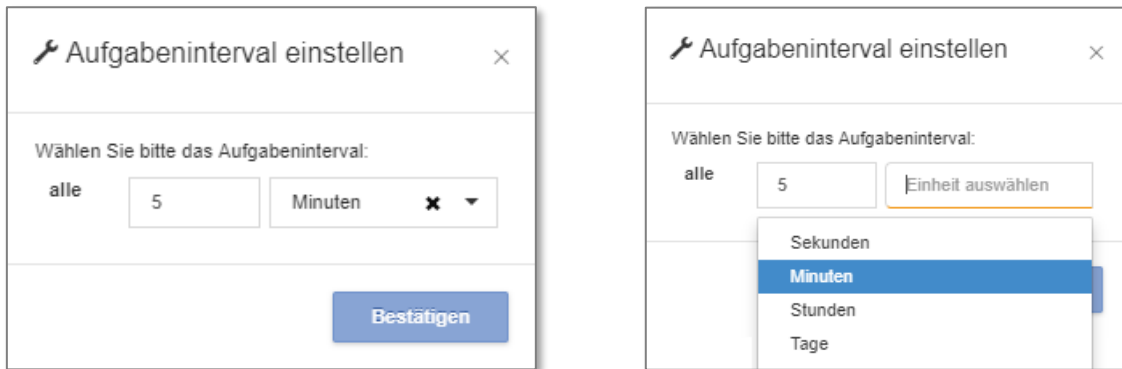 Aufgabeninterval einstellen
Wählen Sie bitte das Aufgabeninterval:
alle 5 Minuten
Bestätigen
Aufgabeninterval einstellen
Wählen Sie bitte das Aufgabeninterval:
alle 5 Einheit auswählen
Sekunden
Minuten
Stunden
Tage